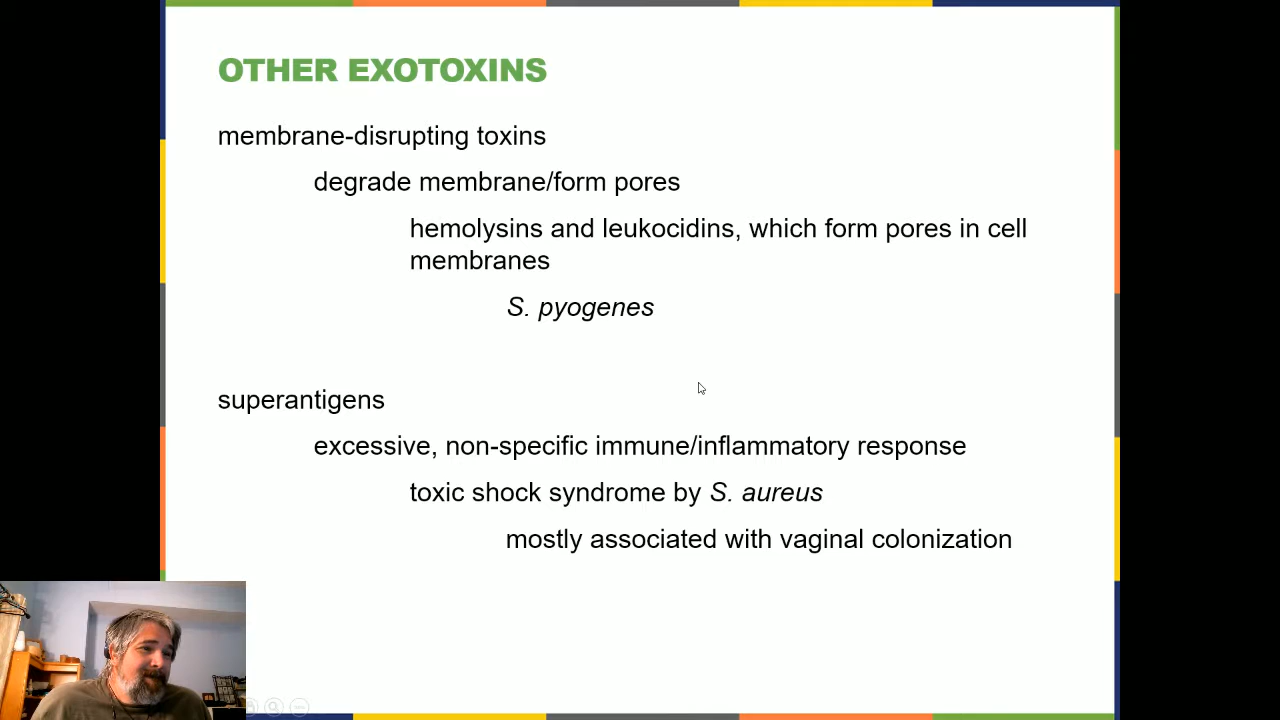 OTHER EXOTOXINS
membrane-disrupting toxins
degrade membrane/form pores
hemolysins and leukocidins, which form pores in cell
membranes
S. pyogenes
superantigens
excessive, non-specific immune/inflammatory response
toxic shock syndrome by S. aureus
mostly associated with vaginal colonization